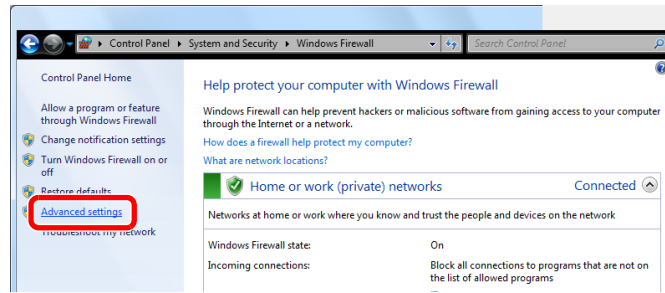 Control Panel ▸ System and Security ▸ Windows Firewall
Search Control Panel
Control Panel Home
Allow a program or feature
through Windows Firewall
Change notification settings
Turn Windows Firewall on or
off
Restore defaults
Advanced settings
Troubleshoot my network
Help protect your computer with Windows Firewall
Windows Firewall can help prevent hackers or malicious software from gaining access to your computer
through the Internet or a network.
How does a firewall help protect my computer?
What are network locations?
Home or work (private) networks
Connected
Networks at home or work where you know and trust the people and devices on the network
Windows Firewall state:
On
Incoming connections:
Block all connections to programs that are not on
the list of allowed programs